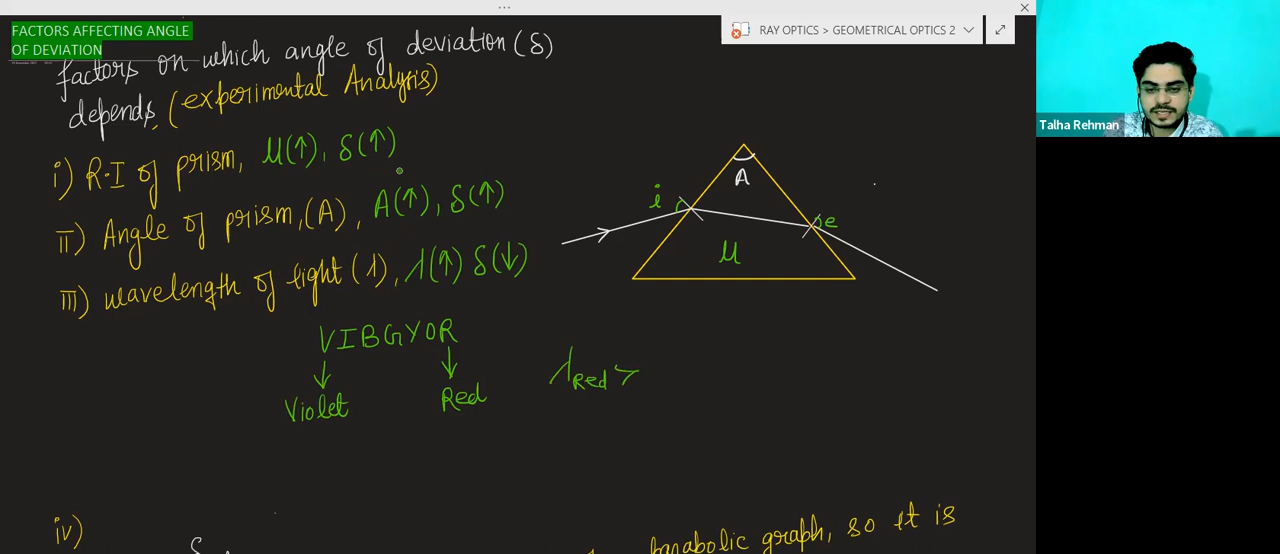 FACTORS AFFECTING ANGLE
OF DEVIATION
RAY OPTICS > GEOMETRICAL OPTICS 2
Talha Rehman
factors on which angle of deviation (δ)
depends, (experimental Analysis)
i) R.I of prism, μ(↑), δ(↑)
II) Angle of prism, (A), A(↑), δ(↑)
III) wavelength of light (λ), λ(↑) δ(↓)
VIBGYOR
↓ ↓
Violet Red
λRed >
A
i
e
μ
iv)
parabolic graph, so it is